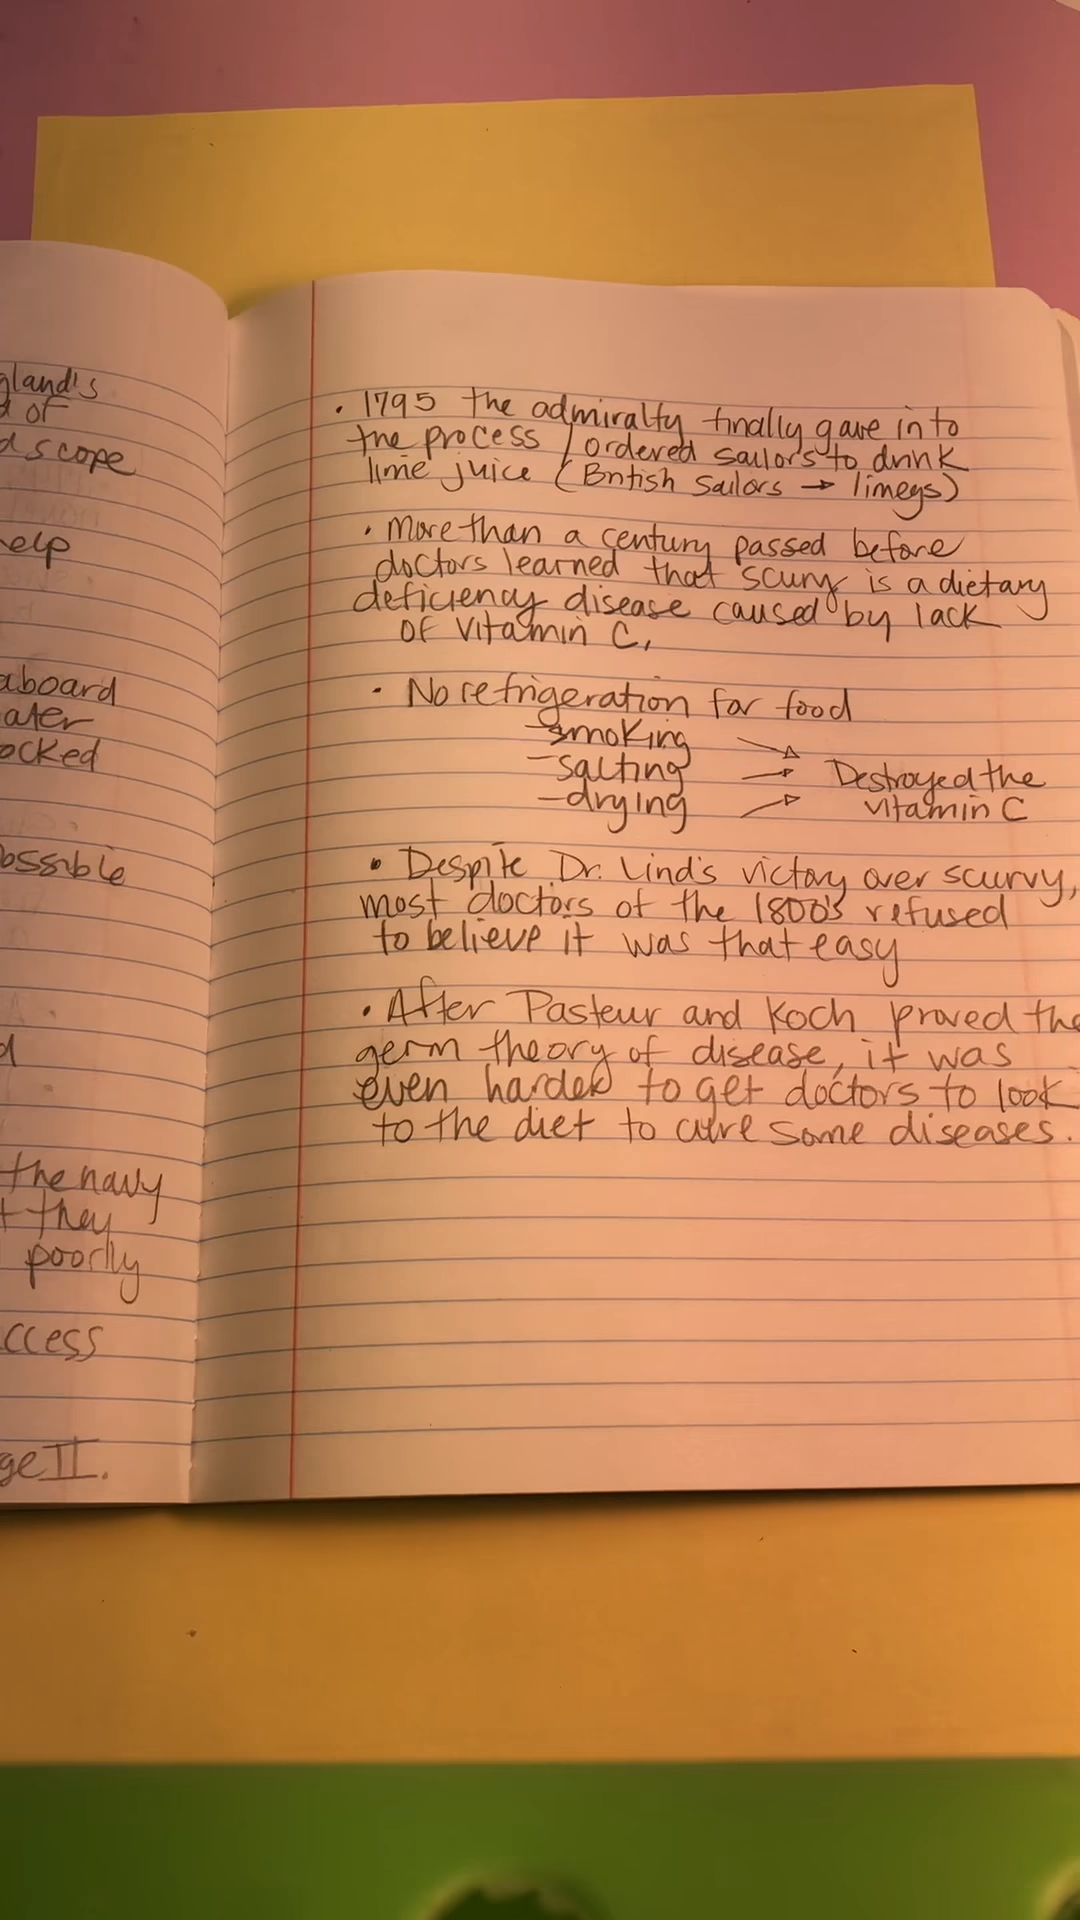 gland's
d of
d scope
help
aboard
ater
ocked
ossible
d
the navy
t they
poorly
ccess
ge II.
• 1795 the admiralty finally gave in to
the process / ordered sailors to drink
lime juice (British Sailors → limeys)
• More than a century passed before
doctors learned that scurvy is a dietary
deficiency disease caused by lack
of Vitamin C.
• No refrigeration for food
- smoking
- salting → Destroyed the
- drying → vitamin C
• Despite Dr. Lind's victory over scurvy,
most doctors of the 1800's refused
to believe it was that easy
• After Pasteur and Koch proved the
germ theory of disease, it was
even harder to get doctors to look
to the diet to cure some diseases.